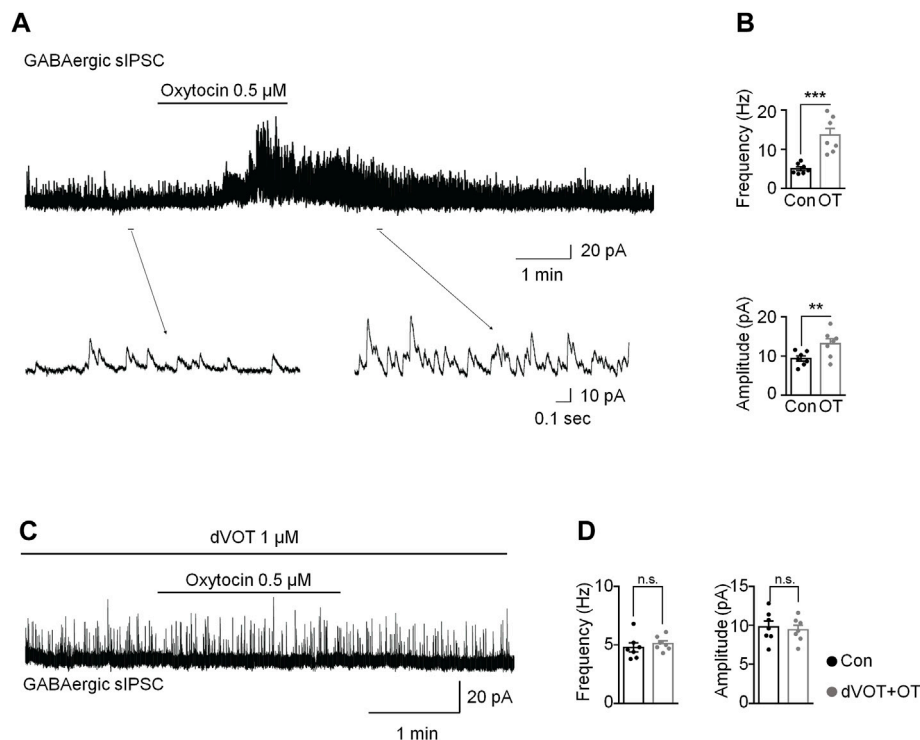 A
GABAergic sIPSC
Oxytocin 0.5 µM
20 pA
1 min
10 pA
0.1 sec
B
Frequency (Hz)
20
10
0
***
Con OT
Amplitude (pA)
20
10
0
**
Con OT
C
dVOT 1 µM
Oxytocin 0.5 µM
GABAergic sIPSC
20 pA
1 min
D
Frequency (Hz)
10
5
0
n.s.
Amplitude (pA)
15
10
5
0
n.s.
Con
dVOT+OT